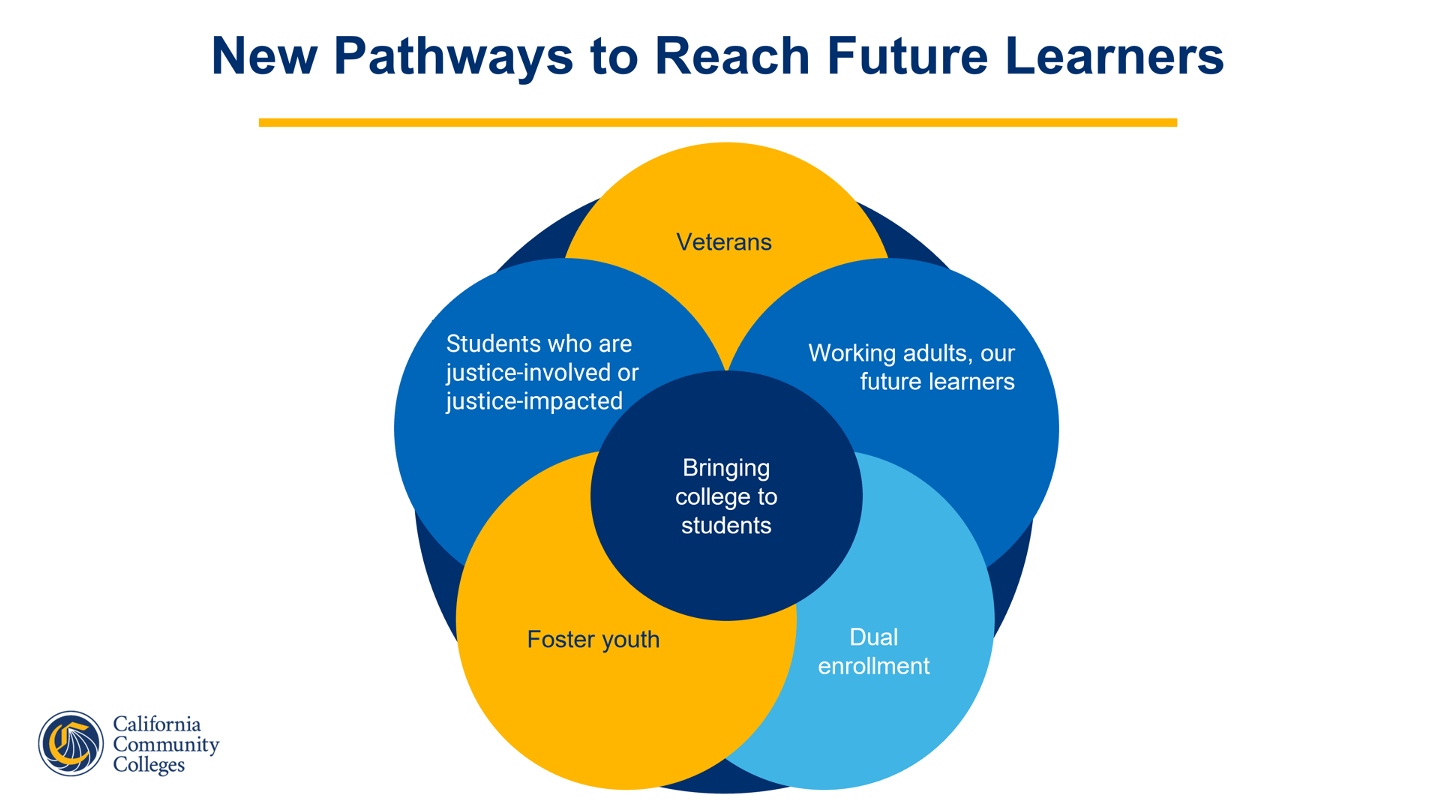 New Pathways to Reach Future Learners
Veterans
Students who are
justice-involved or
justice-impacted
Working adults, our
future learners
Bringing
college to
students
Foster youth
Dual
enrollment
California
Community
Colleges